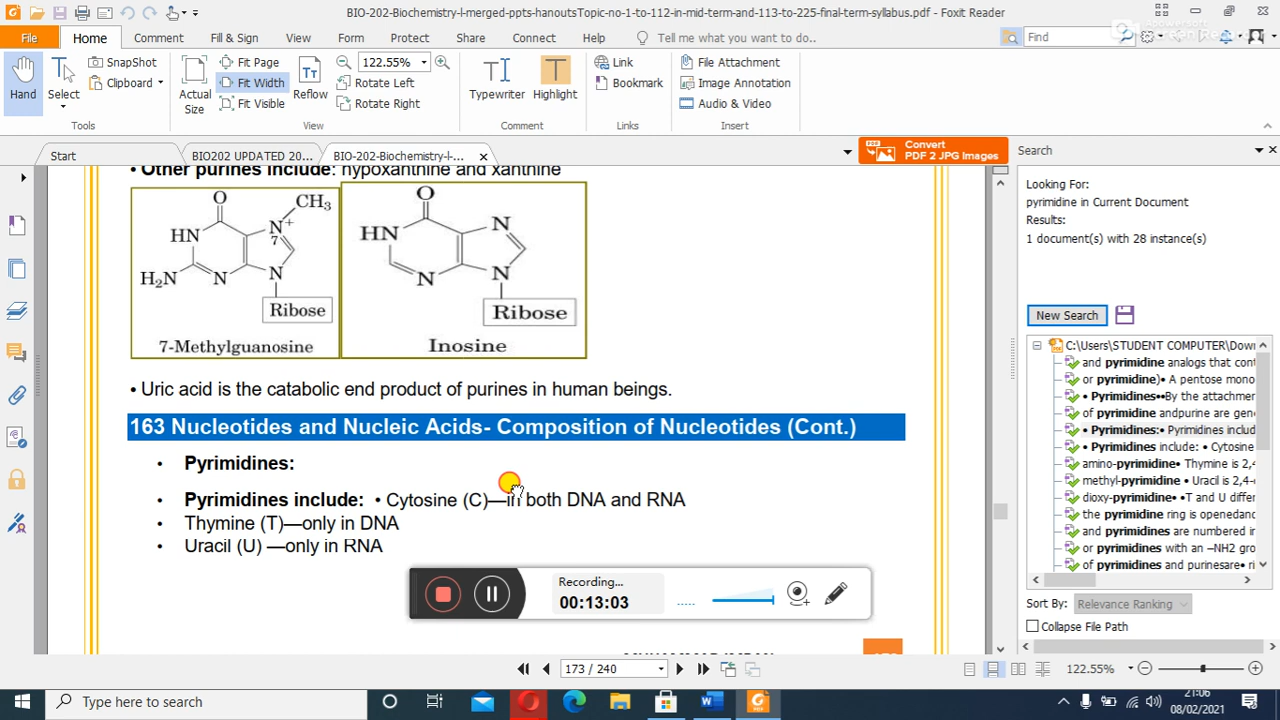 BIO-202-Biochemistry-I-new-ppts-handoutsTopic-no-1-to-112-in-midterm-and-113-to-225-final-term-syllabus.pdf - Foxit Reader
File Home Comment Fill & Sign View Form Protect Share Connect Help Tell me what you want to do.. Find
Hand
Select
SnapShot
Clipboard
Tools
Actual Size
Fit Page
Fit Width
Fit Visible
Reflow
122.55%
Rotate Left
Rotate Right
View
Typewriter
Highlight
Comment
Link
Bookmark
Links
File Attachment
Image Annotation
Audio & Video
Insert
Start
BIO202 UPDATED 20...
BIO-202-Biochemistry-I-...
Convert
PDF 2 JPG Images
Search
• Other purines include: hypoxanthine and xanthine
O
CH3
HN
N+
7
H2N
N
N
Ribose
7-Methylguanosine
O
HN
N
N
N
Ribose
Inosine
• Uric acid is the catabolic end product of purines in human beings.
163 Nucleotides and Nucleic Acids- Composition of Nucleotides (Cont.)
• Pyrimidines:
• Pyrimidines include: • Cytosine (C)—in both DNA and RNA
• Thymine (T)—only in DNA
• Uracil (U) —only in RNA
Recording...
00:13:03
Looking For:
pyrimidine in Current Document
Results:
1 document(s) with 28 instance(s)
New Search
C:\Users\STUDENT COMPUTER\Dow
and pyrimidine analogs that cont
or pyrimidine)• A pentose mono
• Pyrimidines••By the attachmen
of pyrimidine andpurine are gen
• Pyrimidines:• Pyrimidines includ
• Pyrimidines include: • Cytosine
amino-pyrimidine• Thymine is 2,4
methyl-pyrimidine • Uracil is 2,4-
dioxy-pyrimidine• •T and U differ
the pyrimidine ring is openedanc
and pyrimidines are numbered ir
or pyrimidines with an –NH2 gro
of pyrimidines and purinesare• ri
Sort By: Relevance Ranking
Collapse File Path
173 / 240
122.55%
Type here to search
21:06
08/02/2021